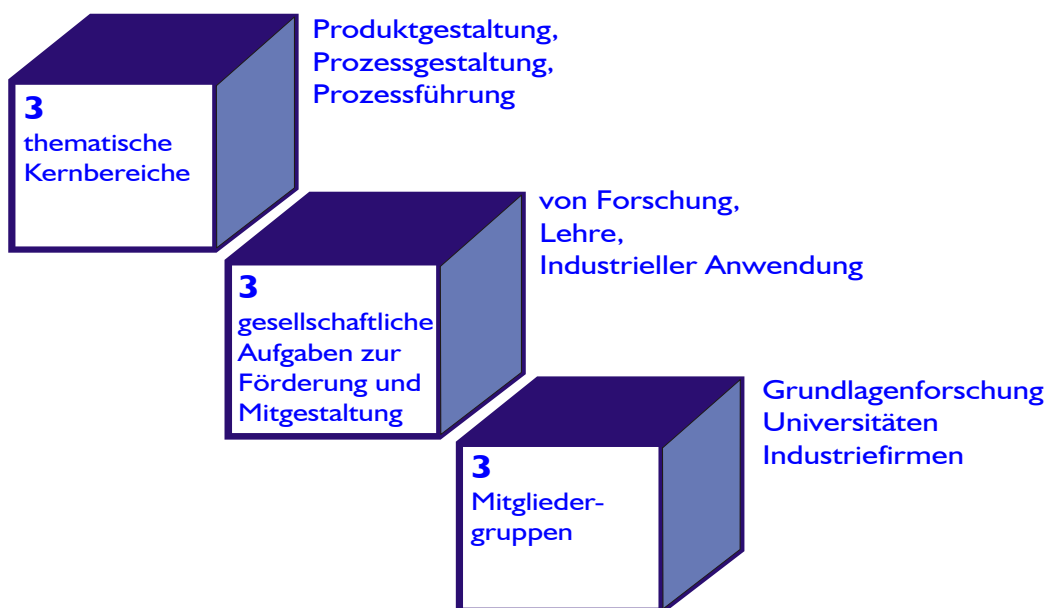 3
thematische
Kernbereiche
Produktgestaltung,
Prozessgestaltung,
Prozessführung
3
gesellschaftliche
Aufgaben zur
Förderung und
Mitgestaltung
von Forschung,
Lehre,
Industrieller Anwendung
3
Mitglieder-
gruppen
Grundlagenforschung
Universitäten
Industriefirmen